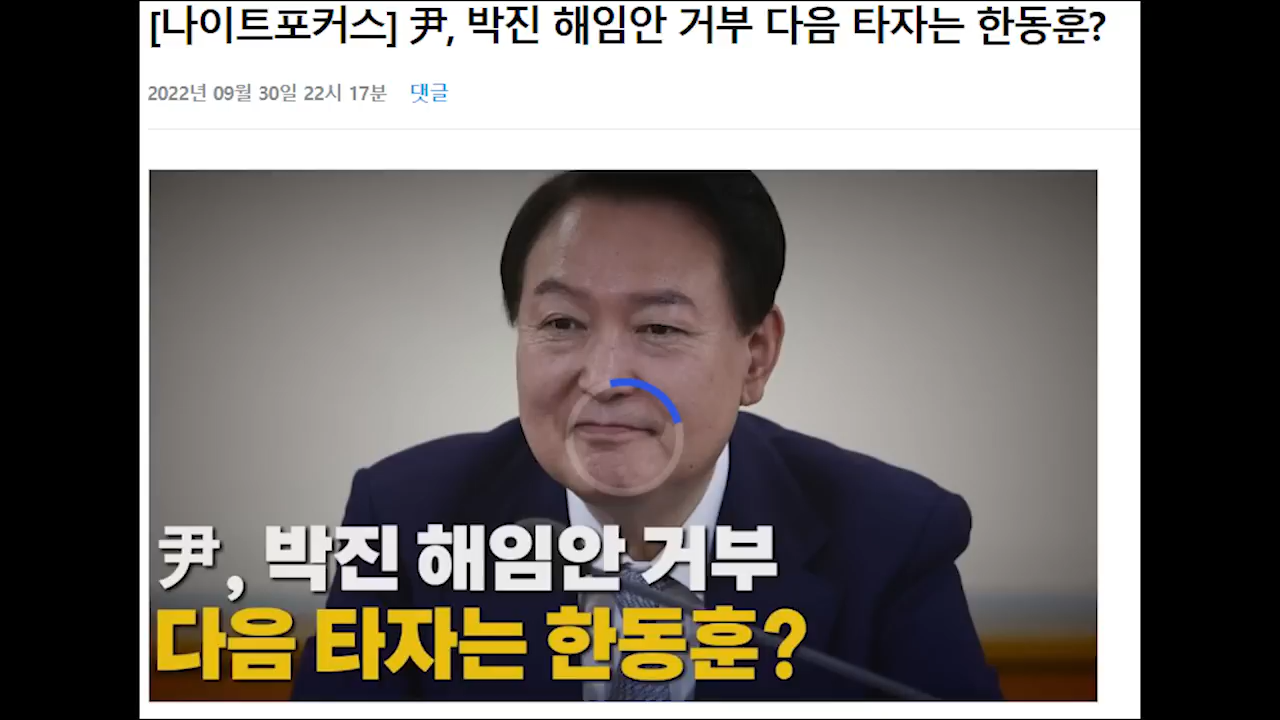 [나이트포커스] 尹, 박진 해임안 거부 다음 타자는 한동훈?
2022년 09월 30일 22시 17분 댓글
尹, 박진 해임안 거부
다음 타자는 한동훈?